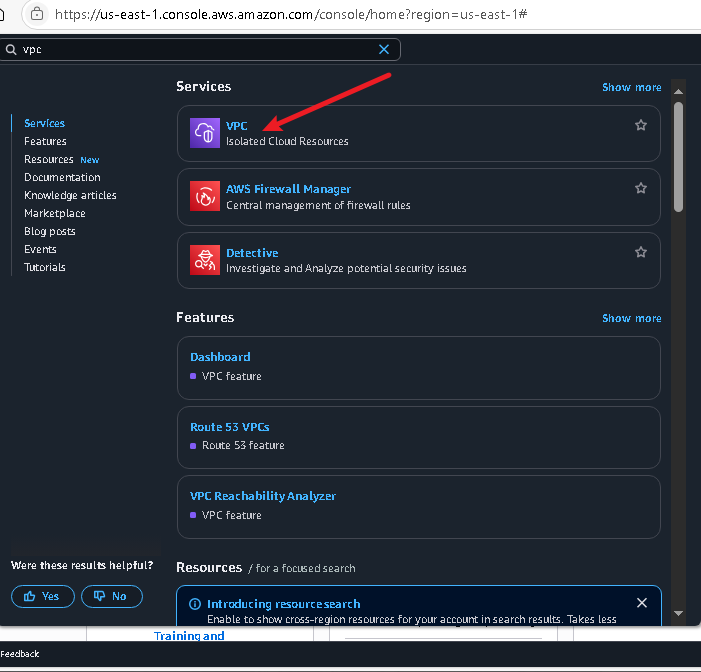 https://us-east-1.console.aws.amazon.com/console/home?region=us-east-1#
vpc
Services
Features
Resources New
Documentation
Knowledge articles
Marketplace
Blog posts
Events
Tutorials
Were these results helpful?
Yes
No
Services
Show more
VPC
Isolated Cloud Resources
AWS Firewall Manager
Central management of firewall rules
Detective
Investigate and Analyze potential security issues
Features
Show more
Dashboard
VPC feature
Route 53 VPCs
Route 53 feature
VPC Reachability Analyzer
VPC feature
Resources / for a focused search
Introducing resource search
Enable to show cross-region resources for your account in search results. Takes less
Training and
Feedback